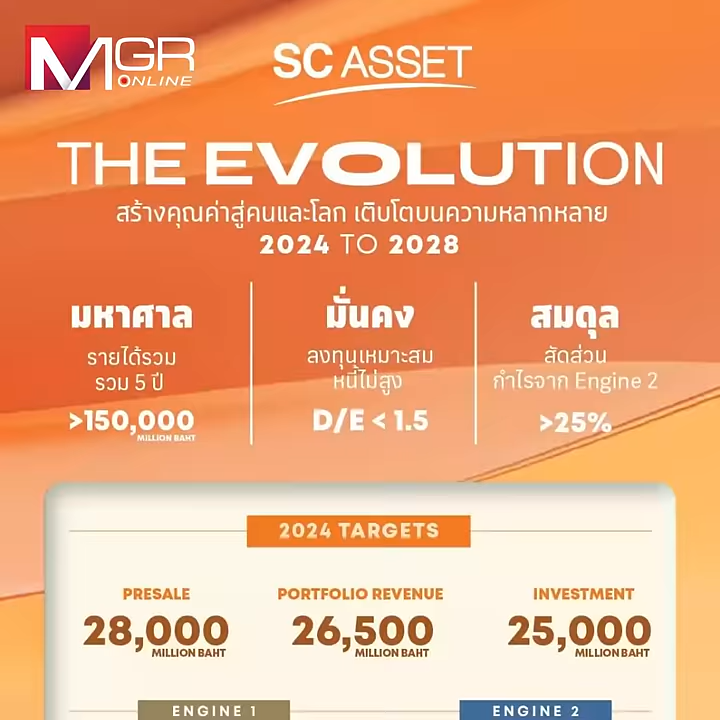 MGR ONLINE
SC ASSET
THE EVOLUTION
สร้างคุณค่าสู่คนและโลก เติบโตบนความหลากหลาย
2024 TO 2028
มหาศาล
รายได้รวม
รวม 5 ปี
>150,000
MILLION BAHT
มั่นคง
ลงทุนเหมาะสม
หนี้ไม่สูง
D/E < 1.5
สมดุล
สัดส่วน
กำไรจาก Engine 2
>25%
2024 TARGETS
PRESALE
28,000
MILLION BAHT
PORTFOLIO REVENUE
26,500
MILLION BAHT
INVESTMENT
25,000
MILLION BAHT
ENGINE 1
ENGINE 2